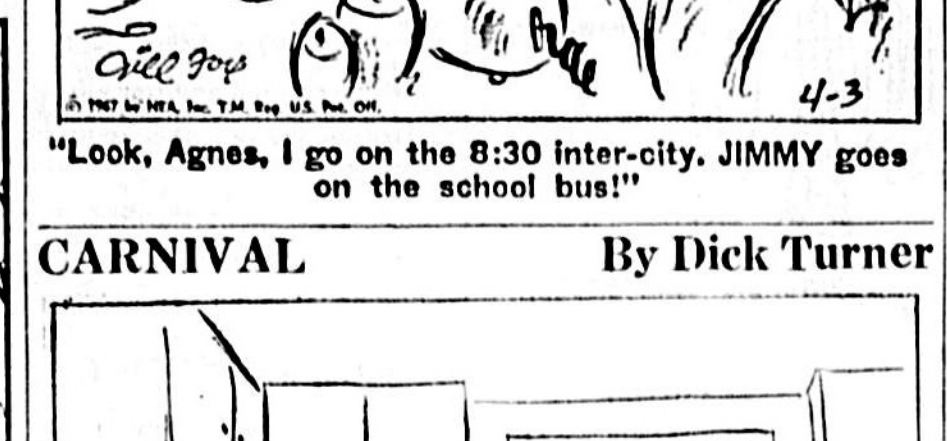 Gill Fox
© 1967 by NEA, Inc. T.M. Reg. U.S. Pat. Off.
4-3
"Look, Agnes, I go on the 8:30 inter-city. JIMMY goes
on the school bus!"
CARNIVAL By Dick Turner